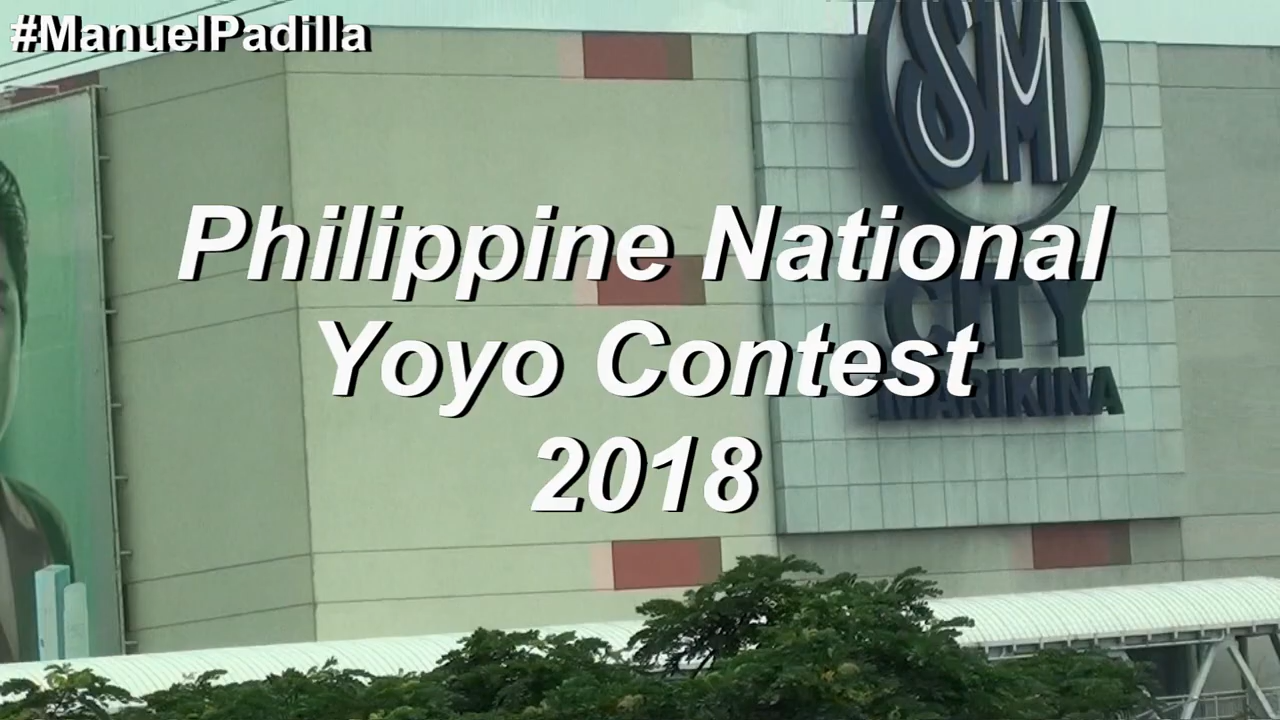 #ManuelPadilla
SM
Philippine National
CITY
Yoyo Contest
MARIKINA
2018